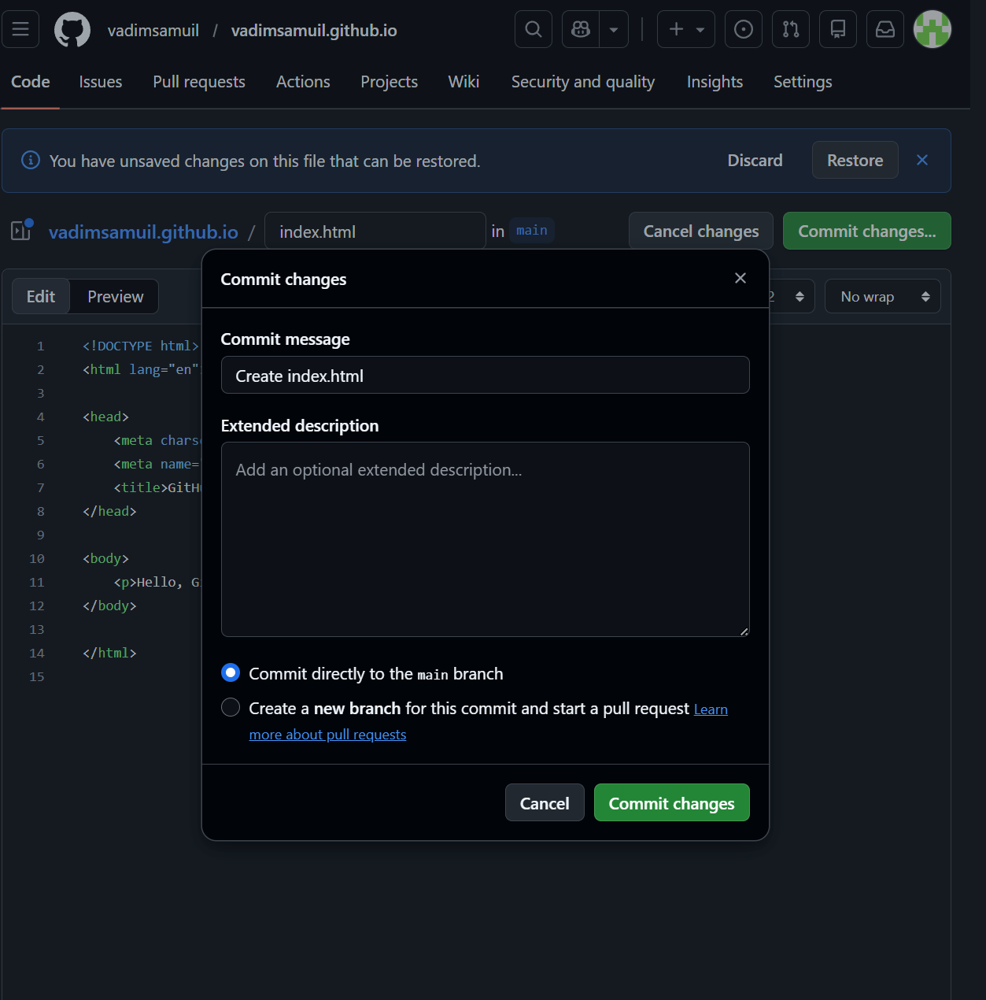 vadimsamuil / vadimsamuil.github.io
Code Issues Pull requests Actions Projects Wiki Security and quality Insights Settings
You have unsaved changes on this file that can be restored. Discard Restore
vadimsamuil.github.io / index.html in main Cancel changes Commit changes...
Commit changes
Edit Preview 2 No wrap
Commit message
Create index.html
Extended description
Add an optional extended description...
Commit directly to the main branch
Create a new branch for this commit and start a pull request Learn
more about pull requests
Cancel Commit changes
1 <!DOCTYPE html>
2 <html lang="en"
3
4 <head>
5 <meta chars
6 <meta name=
7 <title>GitH
8 </head>
9
10 <body>
11 <p>Hello, G
12 </body>
13
14 </html>
15